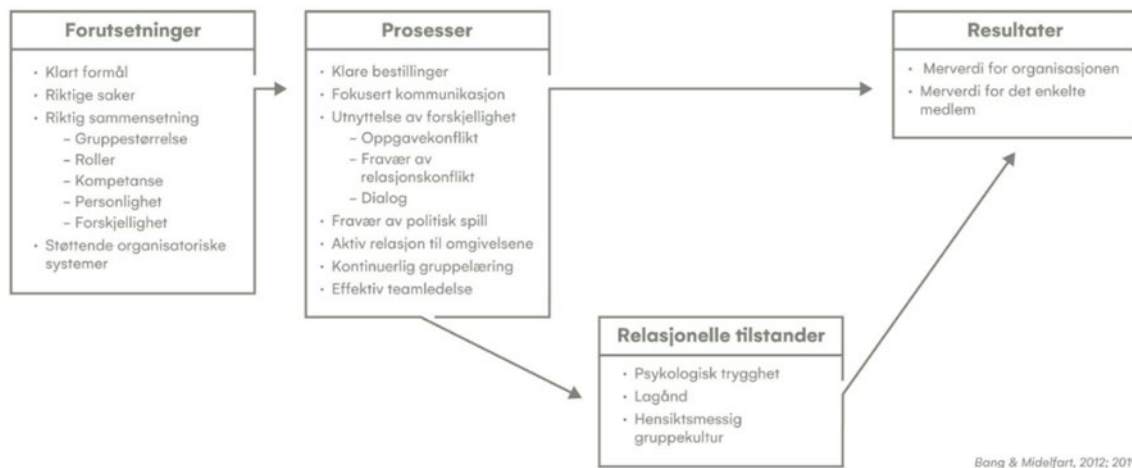 Forutsetninger
· Klart formål
· Riktige saker
· Riktig sammensetning
– Gruppestørrelse
– Roller
– Kompetanse
– Personlighet
– Forskjellighet
· Støttende organisatoriske
systemer
Prosesser
· Klare bestillinger
· Fokusert kommunikasjon
· Utnyttelse av forskjellighet
– Oppgavekonflikt
– Fravær av
relasjonskonflikt
– Dialog
· Fravær av politisk spill
· Aktiv relasjon til omgivelsene
· Kontinuerlig gruppelæring
· Effektiv teamledelse
Relasjonelle tilstander
· Psykologisk trygghet
· Lagånd
· Hensiktsmessig
gruppekultur
Resultater
· Merverdi for organisasjonen
· Merverdi for det enkelte
medlem
Bang & Midelfart, 2012;